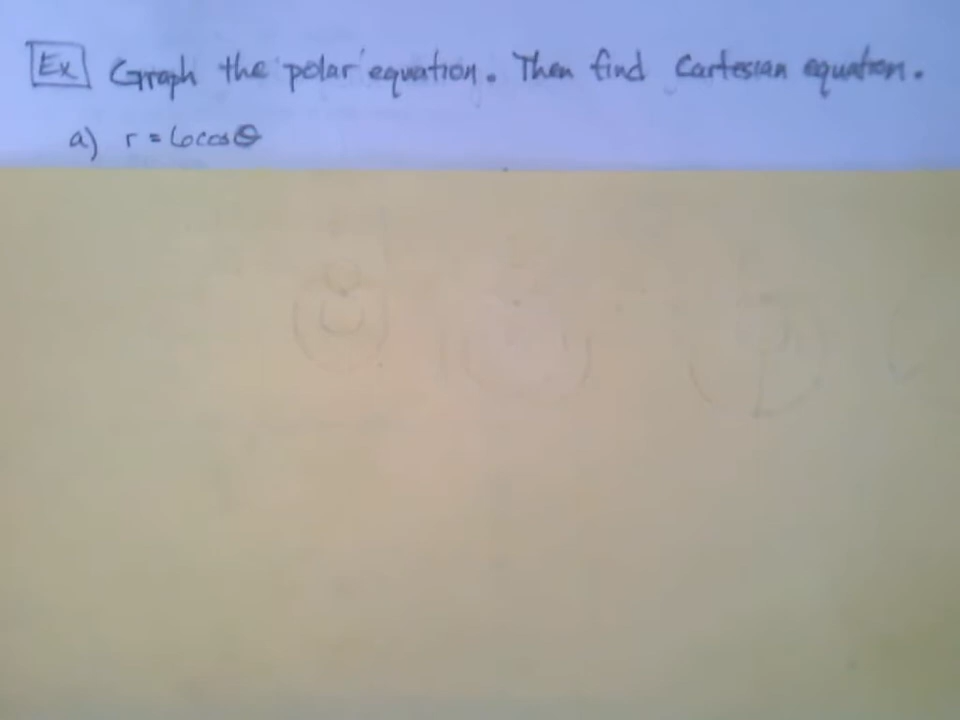 Ex Graph the polar equation. Then find Cartesian equation.
a) r = 6cosθ